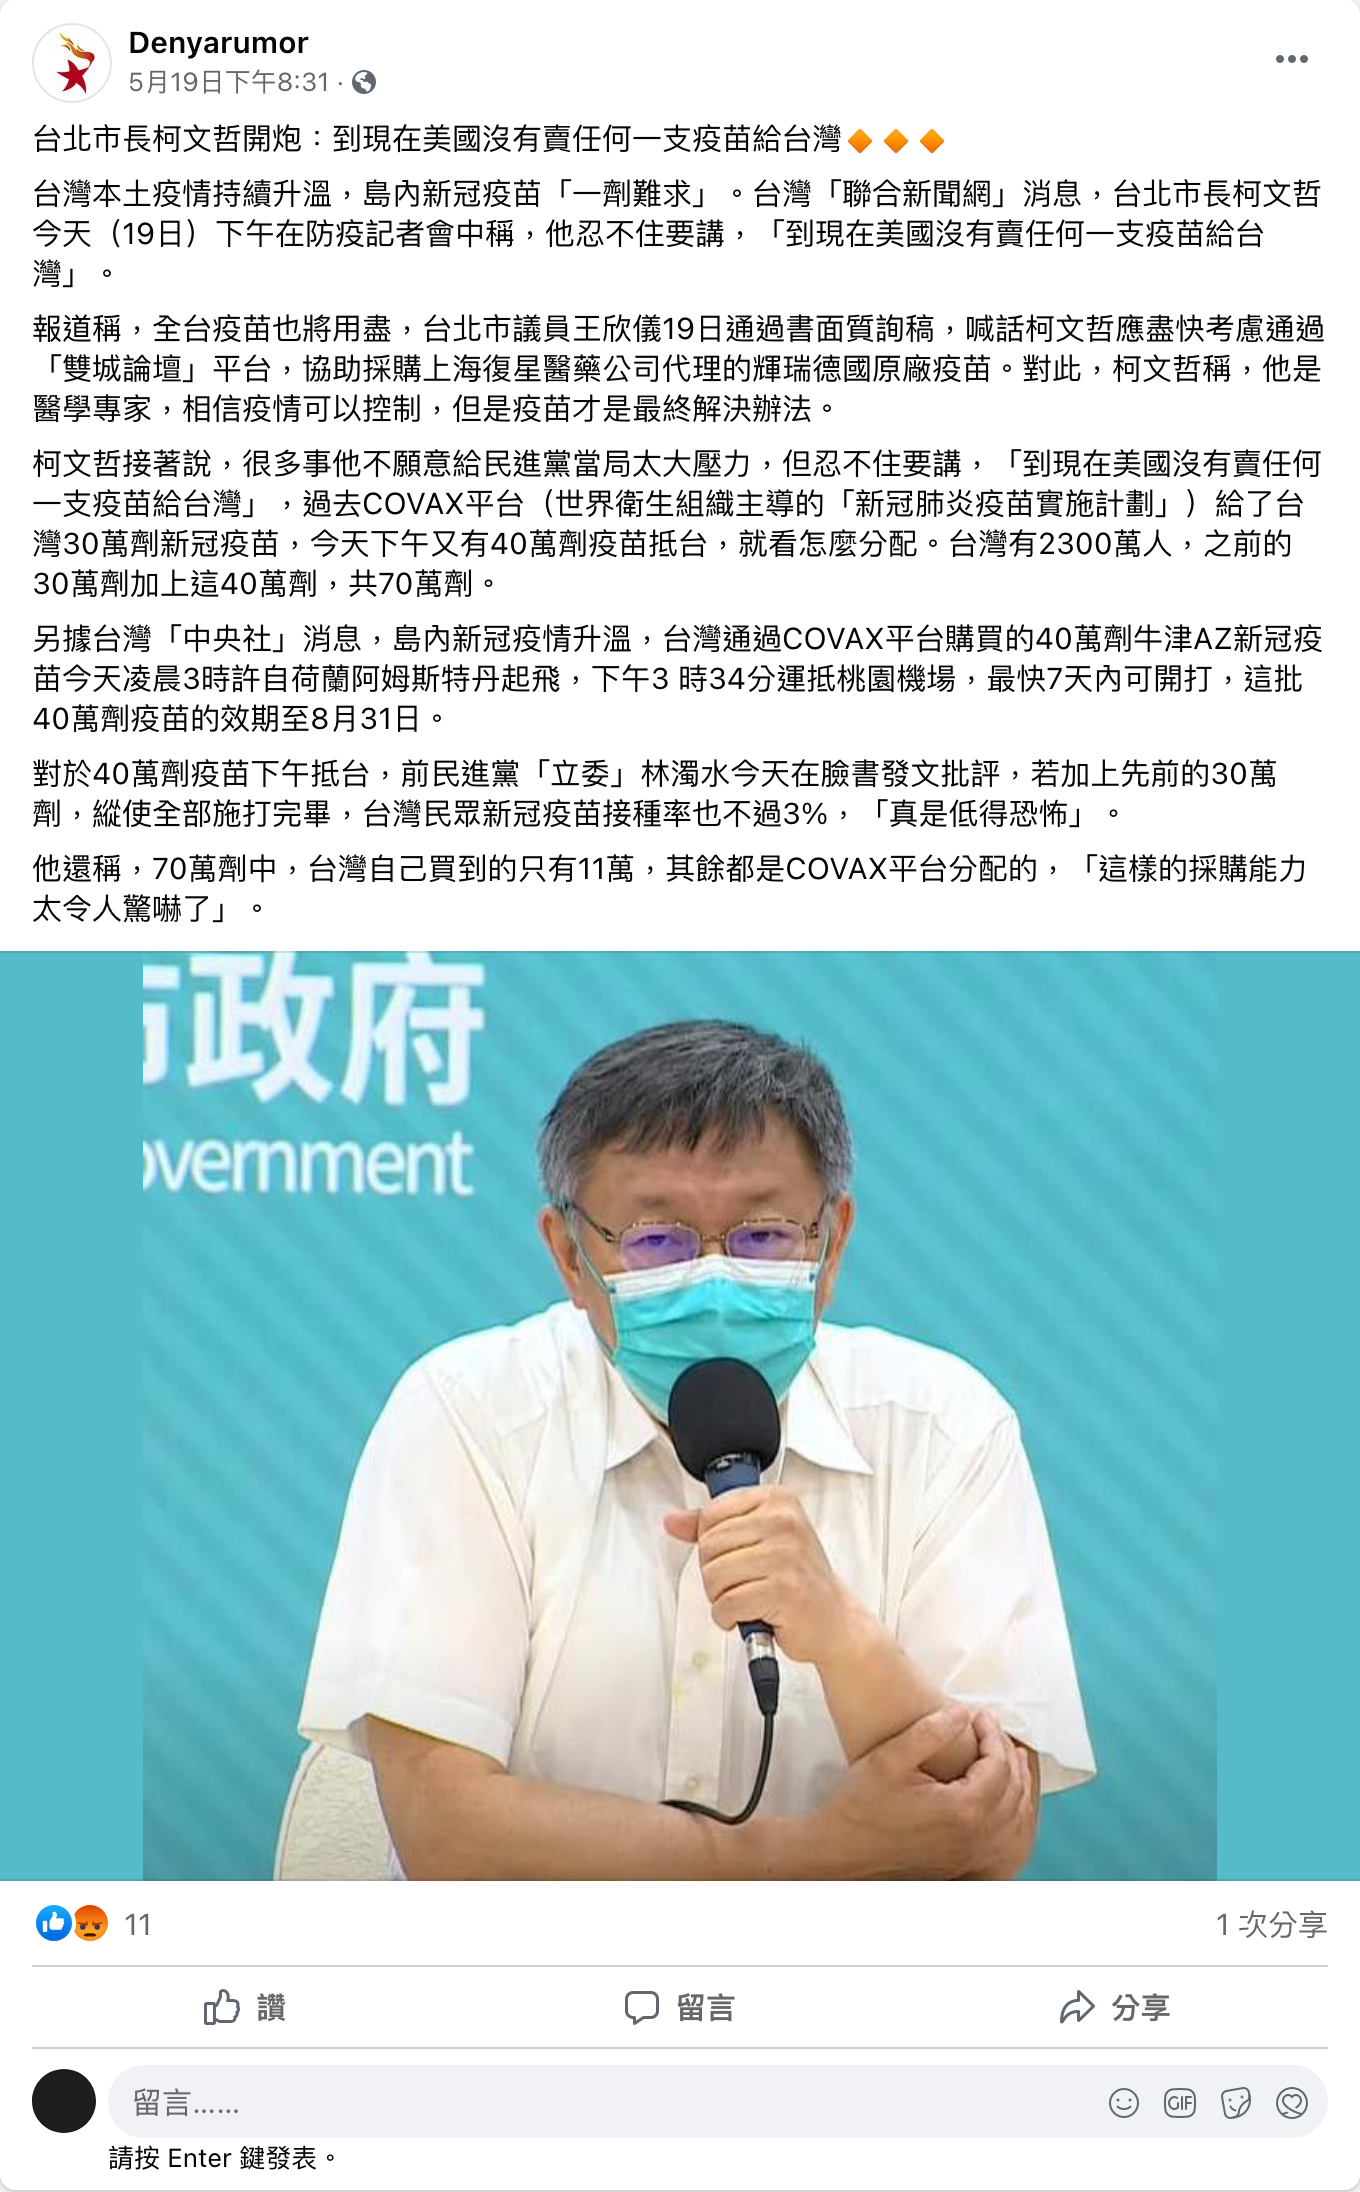 Denyarumor
5月19日下午8:31 ·
台北市長柯文哲開炮：到現在美國沒有賣任何一支疫苗給台灣🔸🔸🔸
台灣本土疫情持續升溫，島內新冠疫苗「一劑難求」。台灣「聯合新聞網」消息，台北市長柯文哲
今天（19日）下午在防疫記者會中稱，他忍不住要講，「到現在美國沒有賣任何一支疫苗給台
灣」。
報道稱，全台疫苗也將用盡，台北市議員王欣儀19日通過書面質詢稿，喊話柯文哲應盡快考慮通過
「雙城論壇」平台，協助採購上海復星醫藥公司代理的輝瑞德國原廠疫苗。對此，柯文哲稱，他是
醫學專家，相信疫情可以控制，但是疫苗才是最終解決辦法。
柯文哲接著說，很多事他不願意給民進黨當局太大壓力，但忍不住要講，「到現在美國沒有賣任何
一支疫苗給台灣」，過去COVAX平台（世界衛生組織主導的「新冠肺炎疫苗實施計劃」）給了台
灣30萬劑新冠疫苗，今天下午又有40萬劑疫苗抵台，就看怎麼分配。台灣有2300萬人，之前的
30萬劑加上這40萬劑，共70萬劑。
另據台灣「中央社」消息，島內新冠疫情升溫，台灣通過COVAX平台購買的40萬劑牛津AZ新冠疫
苗今天凌晨3時許自荷蘭阿姆斯特丹起飛，下午3 時34分運抵桃園機場，最快7天內可開打，這批
40萬劑疫苗的效期至8月31日。
對於40萬劑疫苗下午抵台，前民進黨「立委」林濁水今天在臉書發文批評，若加上先前的30萬
劑，縱使全部施打完畢，台灣民眾新冠疫苗接種率也不過3%，「真是低得恐怖」。
他還稱，70萬劑中，台灣自己買到的只有11萬，其餘都是COVAX平台分配的，「這樣的採購能力
太令人驚嚇了」。
市政府
overnment
11
1 次分享
讚
留言
分享
留言......
GIF
請按 Enter 鍵發表。